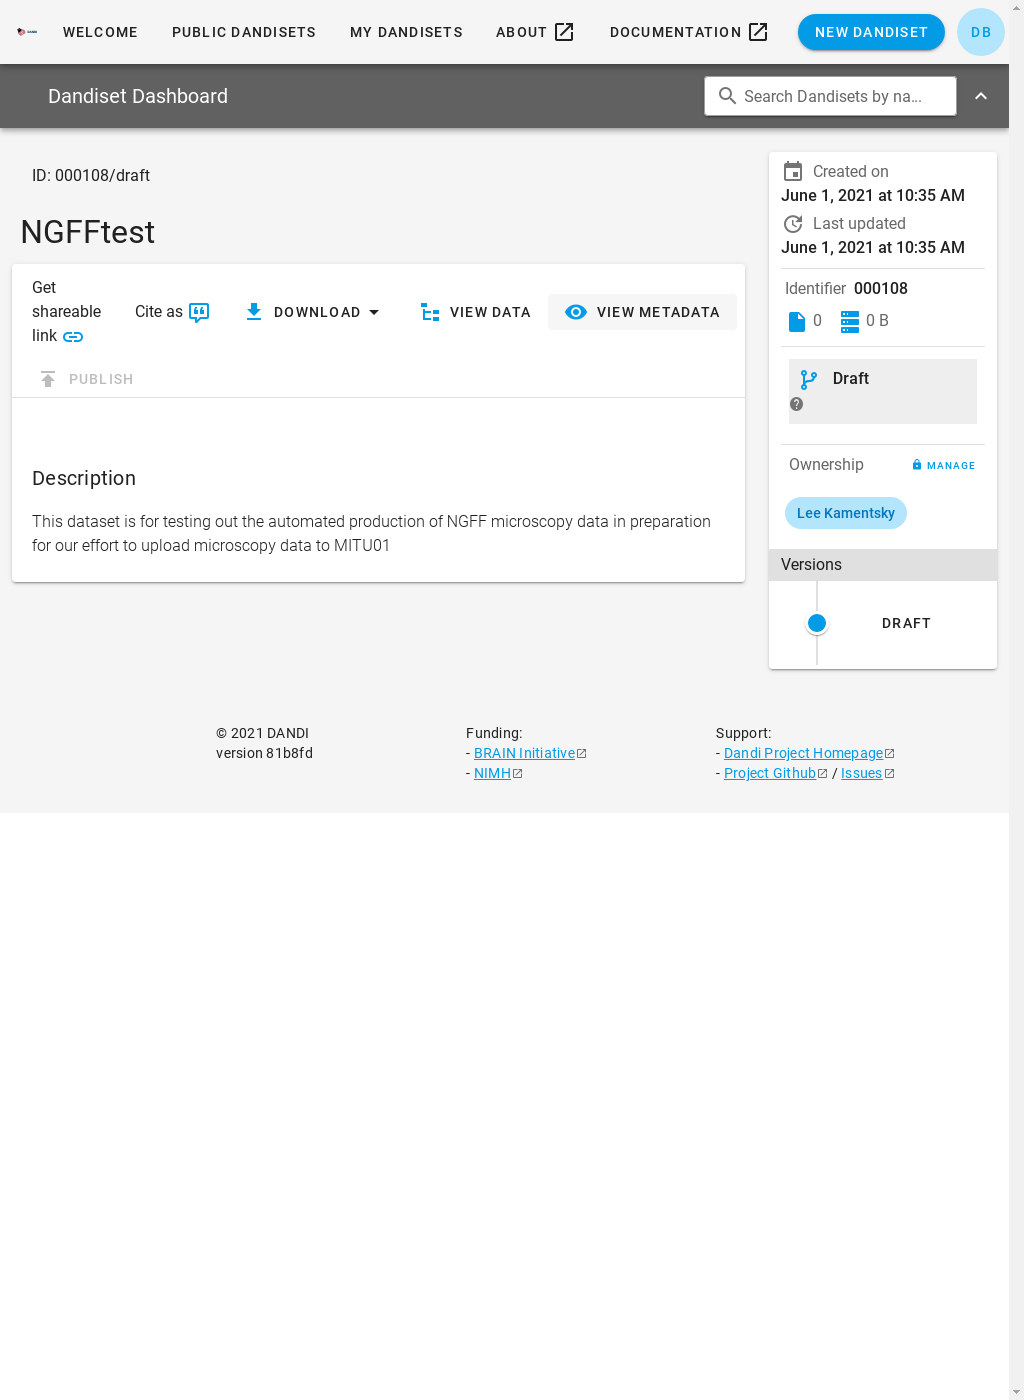 WELCOME
PUBLIC DANDISETS
MY DANDISETS
ABOUT
DOCUMENTATION
NEW DANDISET
DB
Dandiset Dashboard
Search Dandisets by na...
ID: 000108/draft
NGFFtest
Get
shareable
link
Cite as
DOWNLOAD
VIEW DATA
VIEW METADATA
PUBLISH
Description
This dataset is for testing out the automated production of NGFF microscopy data in preparation
for our effort to upload microscopy data to MITU01
Created on
June 1, 2021 at 10:35 AM
Last updated
June 1, 2021 at 10:35 AM
Identifier 000108
0 0 B
Draft
Ownership
MANAGE
Lee Kamentsky
Versions
DRAFT
© 2021 DANDI
version 81b8fd
Funding:
- BRAIN Initiative
- NIMH
Support:
- Dandi Project Homepage
- Project Github / Issues